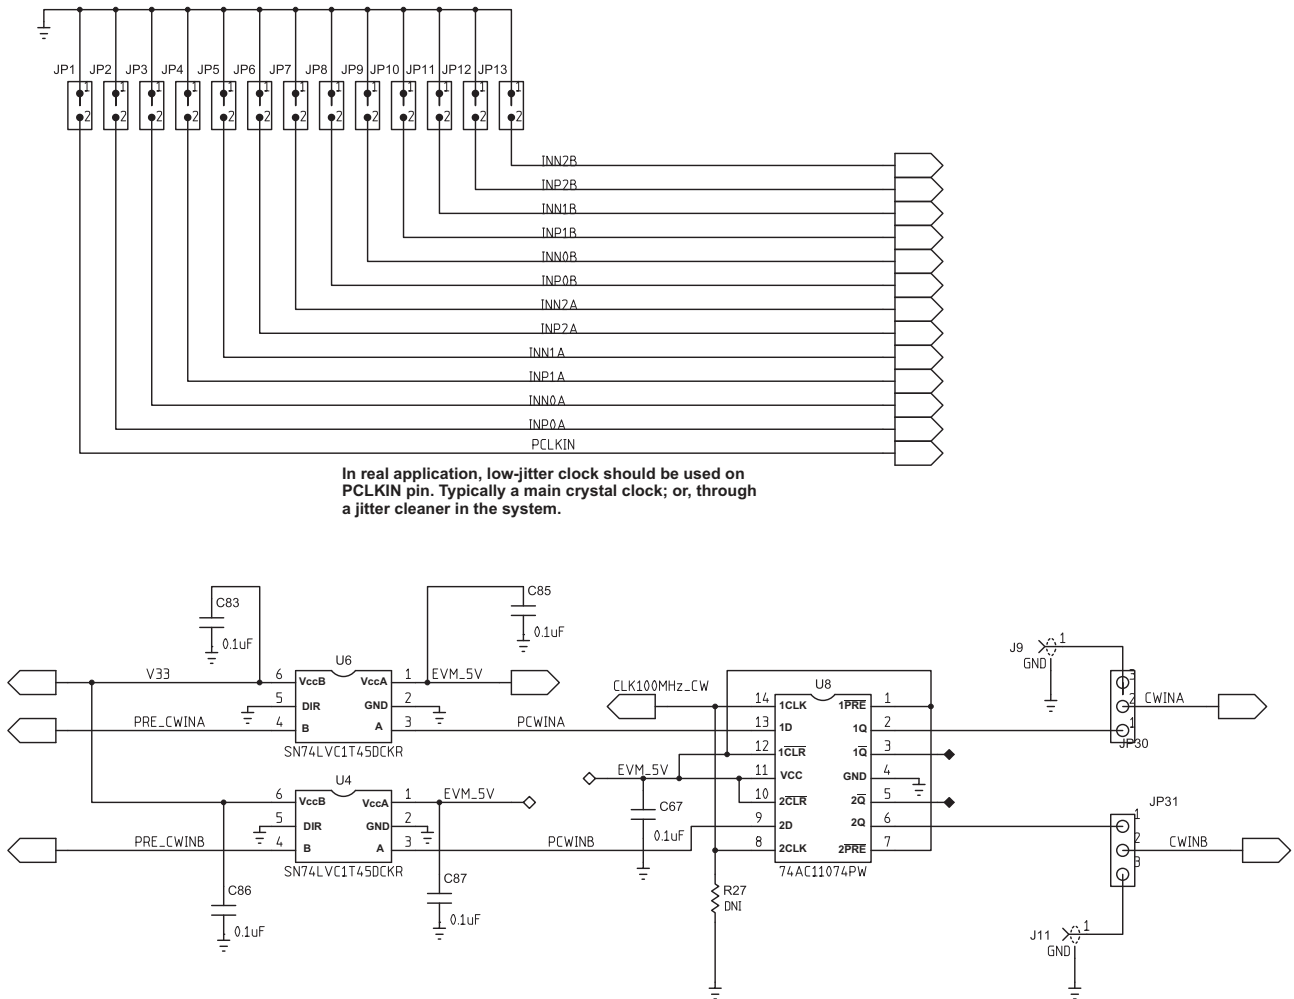 JP1 JP2 JP3 JP4 JP5 JP6 JP7 JP8 JP9 JP10 JP11 JP12 JP13
1 1 1 1 1 1 1 1 1 1 1 1 1
2 2 2 2 2 2 2 2 2 2 2 2 2
INN2B
INP2B
INN1B
INP1B
INN0B
INP0B
INN2A
INP2A
INN1A
INP1A
INN0A
INP0A
PCLKIN
In real application, low-jitter clock should be used on
PCLKIN pin. Typically a main crystal clock; or, through
a jitter cleaner in the system.
C83
0.1uF
C85
0.1uF
U6
V33 6 VccB VccA 1 EVM_5V
5 DIR GND 2
PRE_CWINA 4 B A 3 PCWINA
SN74LVC1T45DCKR
U4
6 VccB VccA 1 EVM_5V
5 DIR GND 2
PRE_CWINB 4 B A 3 PCWINB
SN74LVC1T45DCKR
C86
0.1uF
C87
0.1uF
CLK100MHz_CW
U8
14 1CLK 1PRE 1
13 1D 1Q 2
12 1CLR 1Q 3
EVM_5V 11 VCC GND 4
10 2CLR 2Q 5
9 2D 2Q 6
8 2CLK 2PRE 7
74AC11074PW
C67
0.1uF
R27
DNI
J9 1
GND
3
2 CWINA
1
JP30
JP31
1
2 CWINB
3
J11 1
GND